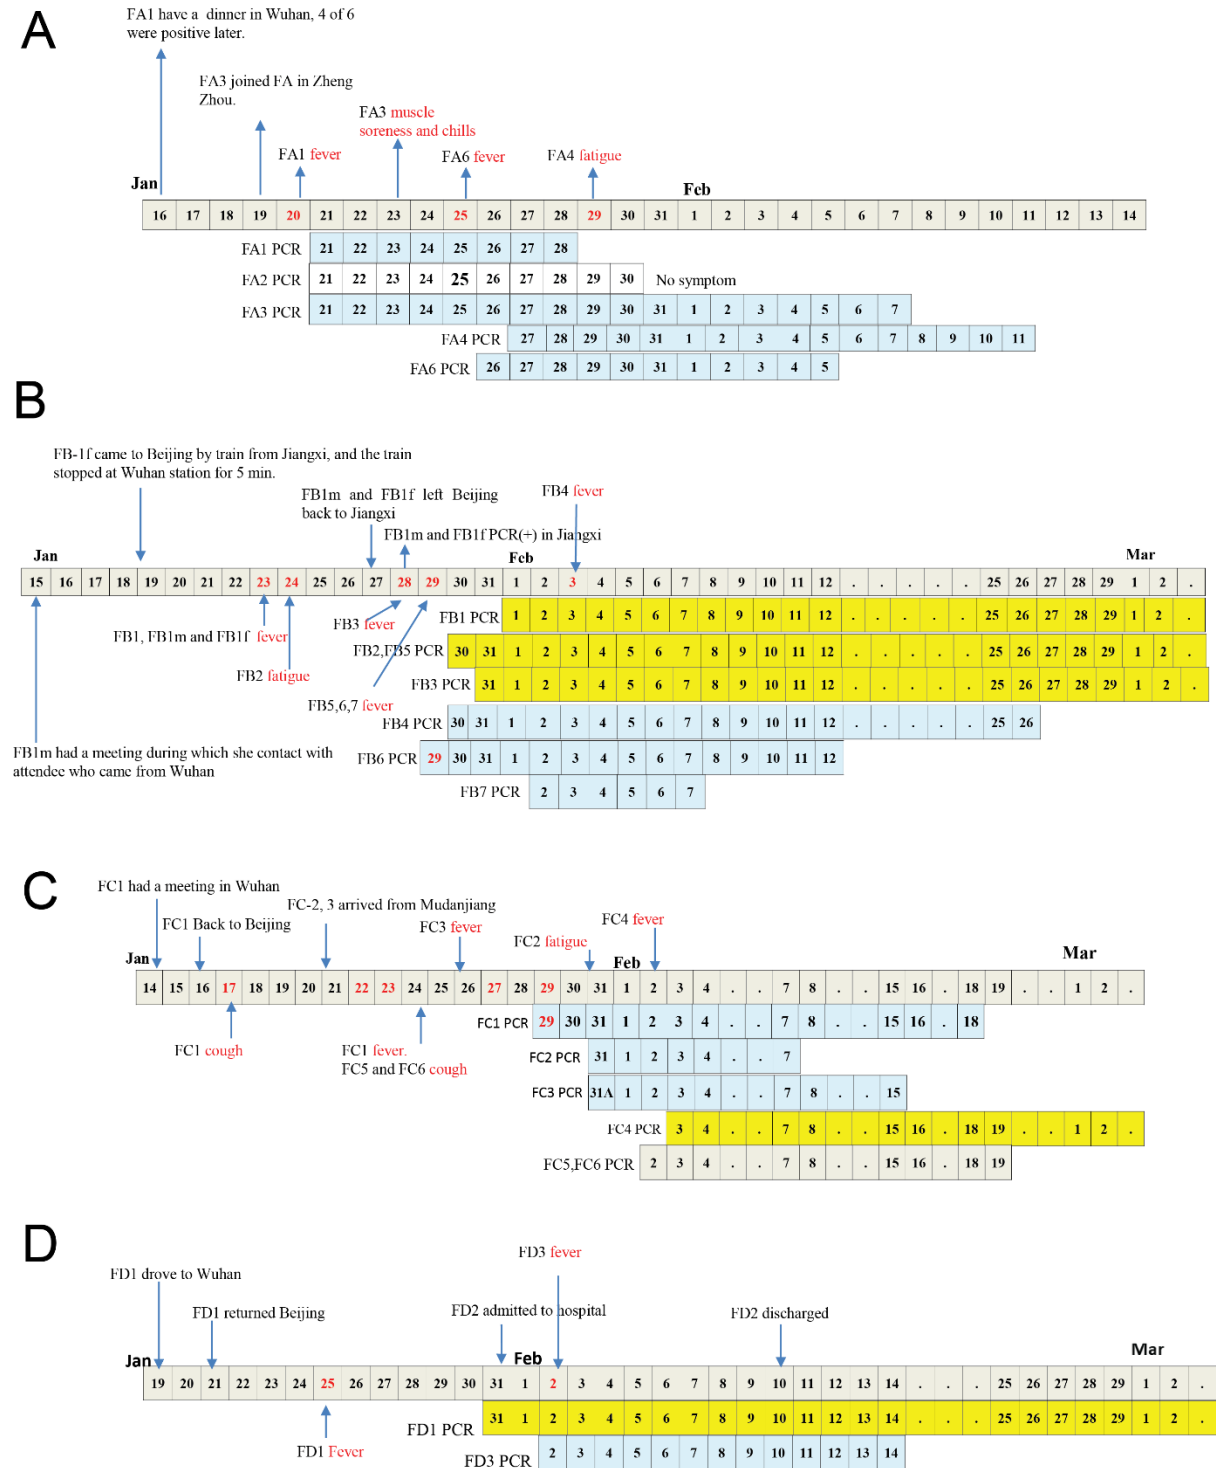 A
FA1 have a dinner in Wuhan, 4 of 6
were positive later.
FA3 joined FA in Zheng
Zhou.
FA3 muscle
soreness and chills
FA1 fever
FA6 fever
FA4 fatigue
Jan
Feb
16 17 18 19 20 21 22 23 24 25 26 27 28 29 30 31 1 2 3 4 5 6 7 8 9 10 11 12 13 14
FA1 PCR 21 22 23 24 25 26 27 28
FA2 PCR 21 22 23 24 25 26 27 28 29 30 No symptom
FA3 PCR 21 22 23 24 25 26 27 28 29 30 31 1 2 3 4 5 6 7
FA4 PCR 27 28 29 30 31 1 2 3 4 5 6 7 8 9 10 11
FA6 PCR 26 27 28 29 30 31 1 2 3 4 5
B
FB-1f came to Beijing by train from Jiangxi, and the train
stopped at Wuhan station for 5 min.
FB1m and FB1f left Beijing
back to Jiangxi
FB4 fever
FB1m and FB1f PCR(+) in Jiangxi
Jan
Feb
Mar
15 16 17 18 19 20 21 22 23 24 25 26 27 28 29 30 31 1 2 3 4 5 6 7 8 9 10 11 12 . . . . . 25 26 27 28 29 1 2 .
FB1 PCR 1 2 3 4 5 6 7 8 9 10 11 12 . . . . . 25 26 27 28 29 1 2 .
FB3 fever
FB1, FB1m and FB1f fever
FB2,FB5 PCR 30 31 1 2 3 4 5 6 7 8 9 10 11 12 . . . . . 25 26 27 28 29 1 2 .
FB2 fatigue
FB3 PCR 31 1 2 3 4 5 6 7 8 9 10 11 12 . . . . . 25 26 27 28 29 1 2 .
FB5,6,7 fever
FB4 PCR 30 31 1 2 3 4 5 6 7 8 9 10 11 12 . . . . . 25 26
FB1m had a meeting during which she contact with
attendee who came from Wuhan
FB6 PCR 29 30 31 1 2 3 4 5 6 7 8 9 10 11 12
FB7 PCR 2 3 4 5 6 7
C
FC1 had a meeting in Wuhan
FC1 Back to Beijing
FC-2, 3 arrived from Mudanjiang
FC3 fever
FC4 fever
FC2 fatigue
Jan
Feb
Mar
14 15 16 17 18 19 20 21 22 23 24 25 26 27 28 29 30 31 1 2 3 4 . . 7 8 . . 15 16 . 18 19 . . 1 2 .
FC1 PCR 29 30 31 1 2 3 4 . . 7 8 . . 15 16 . 18
FC1 cough
FC1 fever.
FC5 and FC6 cough
FC2 PCR 31 1 2 3 4 . . 7
FC3 PCR 31A 1 2 3 4 . . 7 8 . . 15
FC4 PCR 3 4 . . 7 8 . . 15 16 . 18 19 . . 1 2 .
FC5,FC6 PCR 2 3 4 . . 7 8 . . 15 16 . 18 19
D
FD3 fever
FD1 drove to Wuhan
FD1 returned Beijing
FD2 admitted to hospital
FD2 discharged
Jan
Feb
Mar
19 20 21 22 23 24 25 26 27 28 29 30 31 1 2 3 4 5 6 7 8 9 10 11 12 13 14 . . . 25 26 27 28 29 1 2 .
FD1 PCR 31 1 2 3 4 5 6 7 8 9 10 11 12 13 14 . . . 25 26 27 28 29 1 2 .
FD1 Fever
FD3 PCR 2 3 4 5 6 7 8 9 10 11 12 13 14